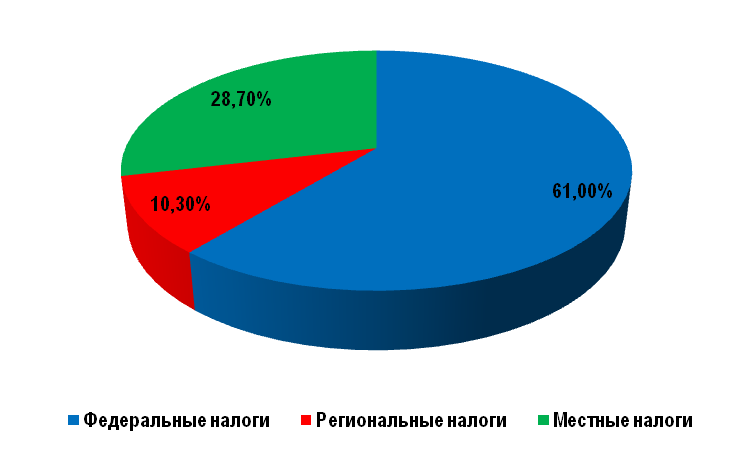 28,70%
61,00%
10,30%
Федеральные налоги
Региональные налоги
Местные налоги